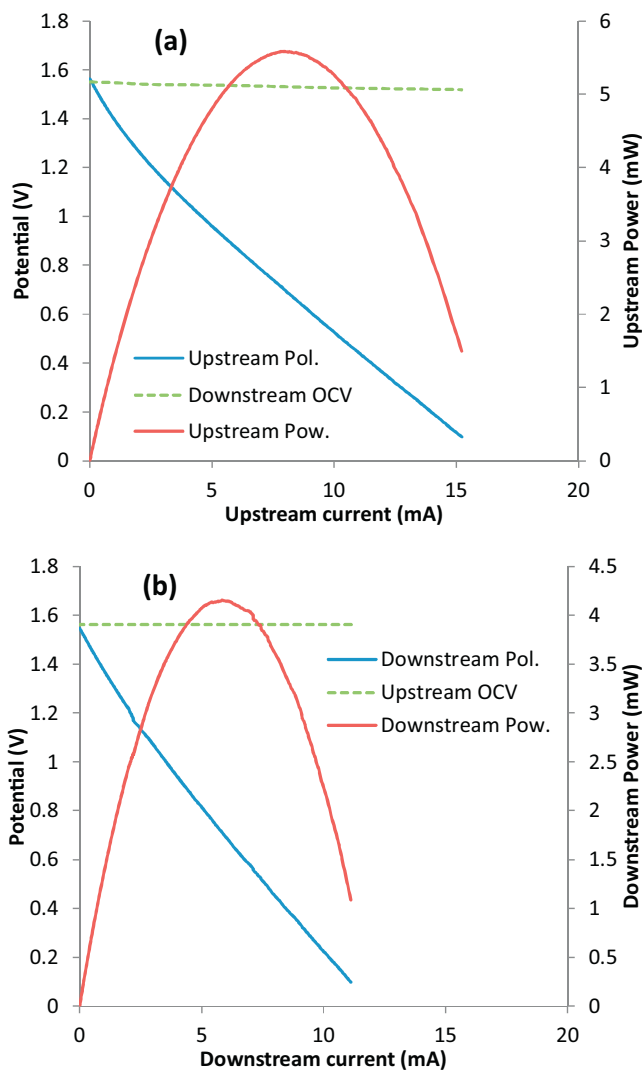 (a)
1.8
1.6
1.4
1.2
1
0.8
0.6
0.4
0.2
0
Potential (V)
6
5
4
3
2
1
0
Upstream Power (mW)
Upstream Pol.
Downstream OCV
Upstream Pow.
0 5 10 15 20
Upstream current (mA)
(b)
1.8
1.6
1.4
1.2
1
0.8
0.6
0.4
0.2
0
Potential (V)
4.5
4
3.5
3
2.5
2
1.5
1
0.5
0
Downstream Power (mW)
Downstream Pol.
Upstream OCV
Downstream Pow.
0 5 10 15 20
Downstream current (mA)